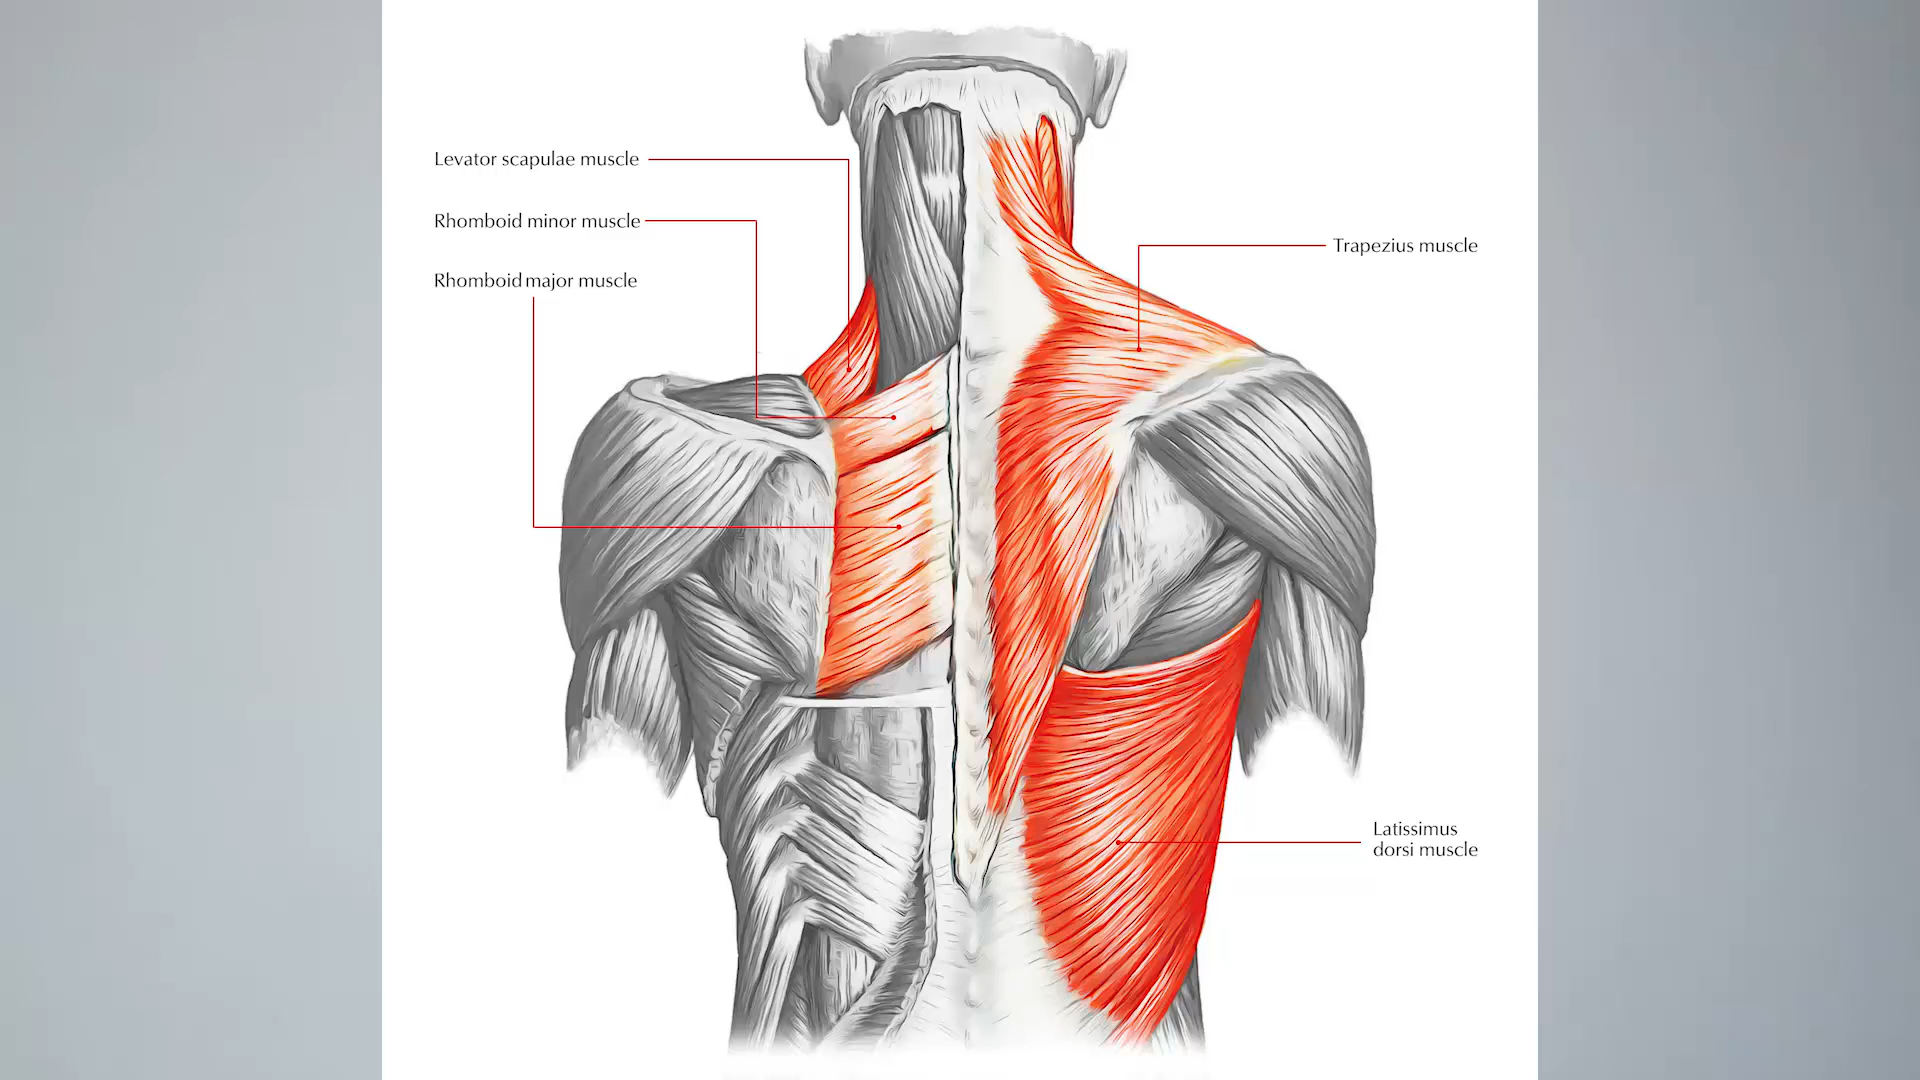 Levator scapulae muscle
Rhomboid minor muscle
Rhomboid major muscle
Trapezius muscle
Latissimus
dorsi muscle